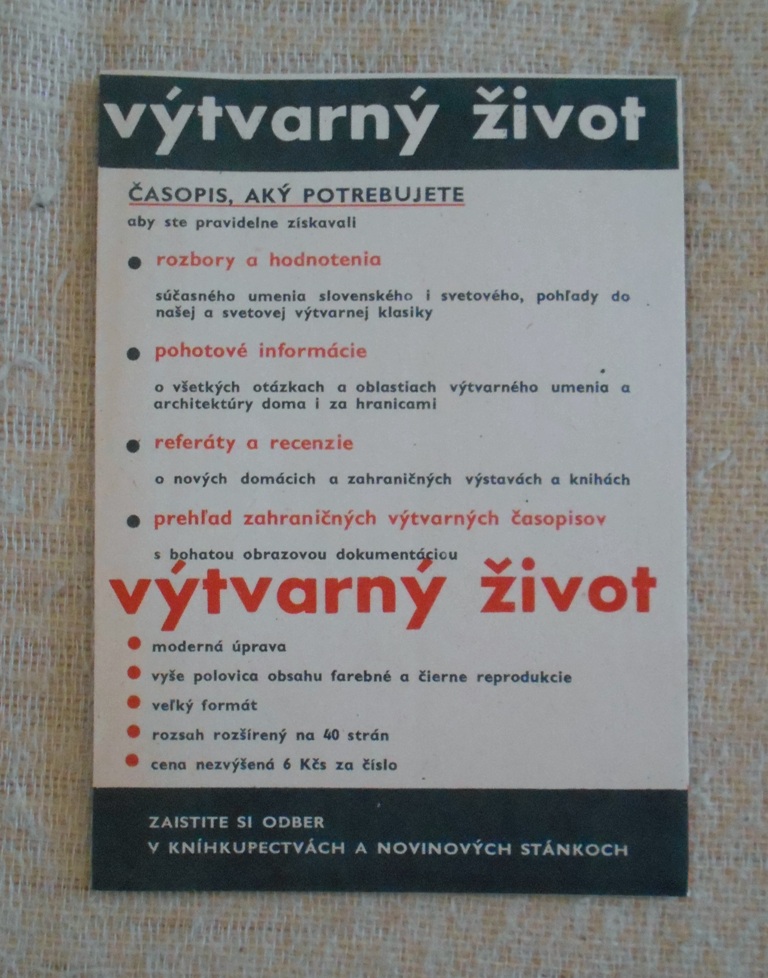 výtvarný život
ČASOPIS, AKÝ POTREBUJETE
aby ste pravidelne získavali
● rozbory a hodnotenia
súčasného umenia slovenského i svetového, pohľady do
našej a svetovej výtvarnej klasiky
● pohotové informácie
o všetkých otázkach a oblastiach výtvarného umenia a
architektúry doma i za hranicami
● referáty a recenzie
o nových domácich a zahraničných výstavách a knihách
● prehľad zahraničných výtvarných časopisov
s bohatou obrazovou dokumentáciou
výtvarný život
● moderná úprava
● vyše polovica obsahu farebné a čierne reprodukcie
● veľký formát
● rozsah rozšírený na 40 strán
● cena nezvýšená 6 Kčs za číslo
ZAISTITE SI ODBER
V KNÍHKUPECTVÁCH A NOVINOVÝCH STÁNKOCH